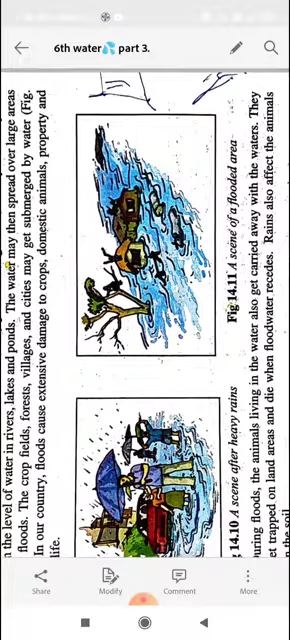 6th water💦 part 3.
n the level of water in rivers, lakes and ponds. The water may then spread over large areas
floods. The crop fields, forests, villages, and cities may get submerged by water (Fig.
In our country, floods cause extensive damage to crops, domestic animals, property and
life.
14.10 A scene after heavy rains
Fig 14.11 A scene of a flooded area
uring floods, the animals living in the water also get carried away with the waters. They
et trapped on land areas and die when floodwater recedes. Rains also affect the animals
n the soil.
Share
Modify
Comment
More